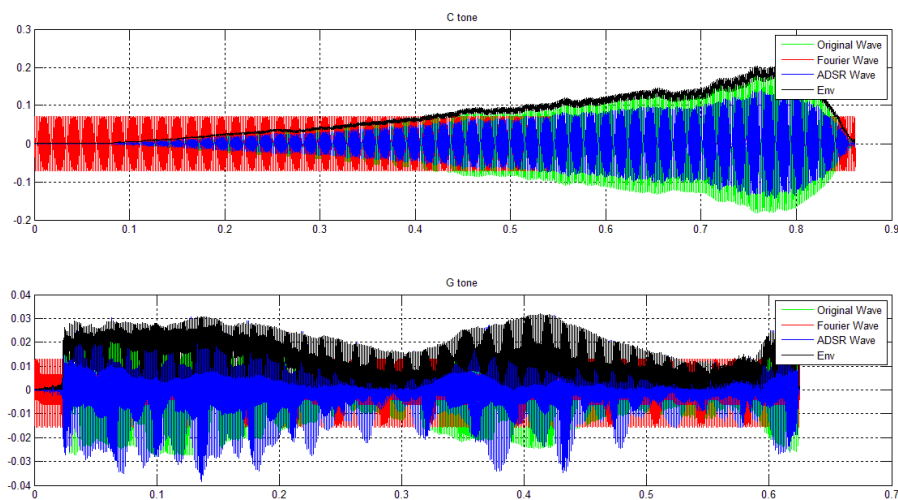 C tone
0.3
0.2
0.1
0
-0.1
-0.2
0 0.1 0.2 0.3 0.4 0.5 0.6 0.7 0.8 0.9
Original Wave
Fourier Wave
ADSR Wave
Env
G tone
0.04
0.03
0.02
0.01
0
-0.01
-0.02
-0.03
-0.04
0 0.1 0.2 0.3 0.4 0.5 0.6 0.7
Original Wave
Fourier Wave
ADSR Wave
Env